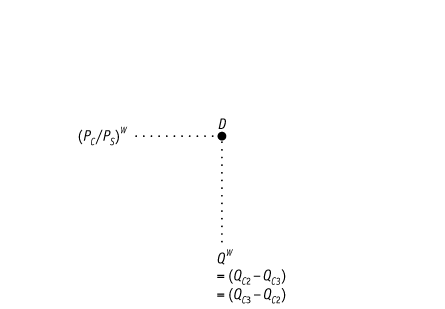 D
(P_C/P_S)^W
Q^W
= (Q_C2 – Q_C3)
= (Q_C3 – Q_C2)